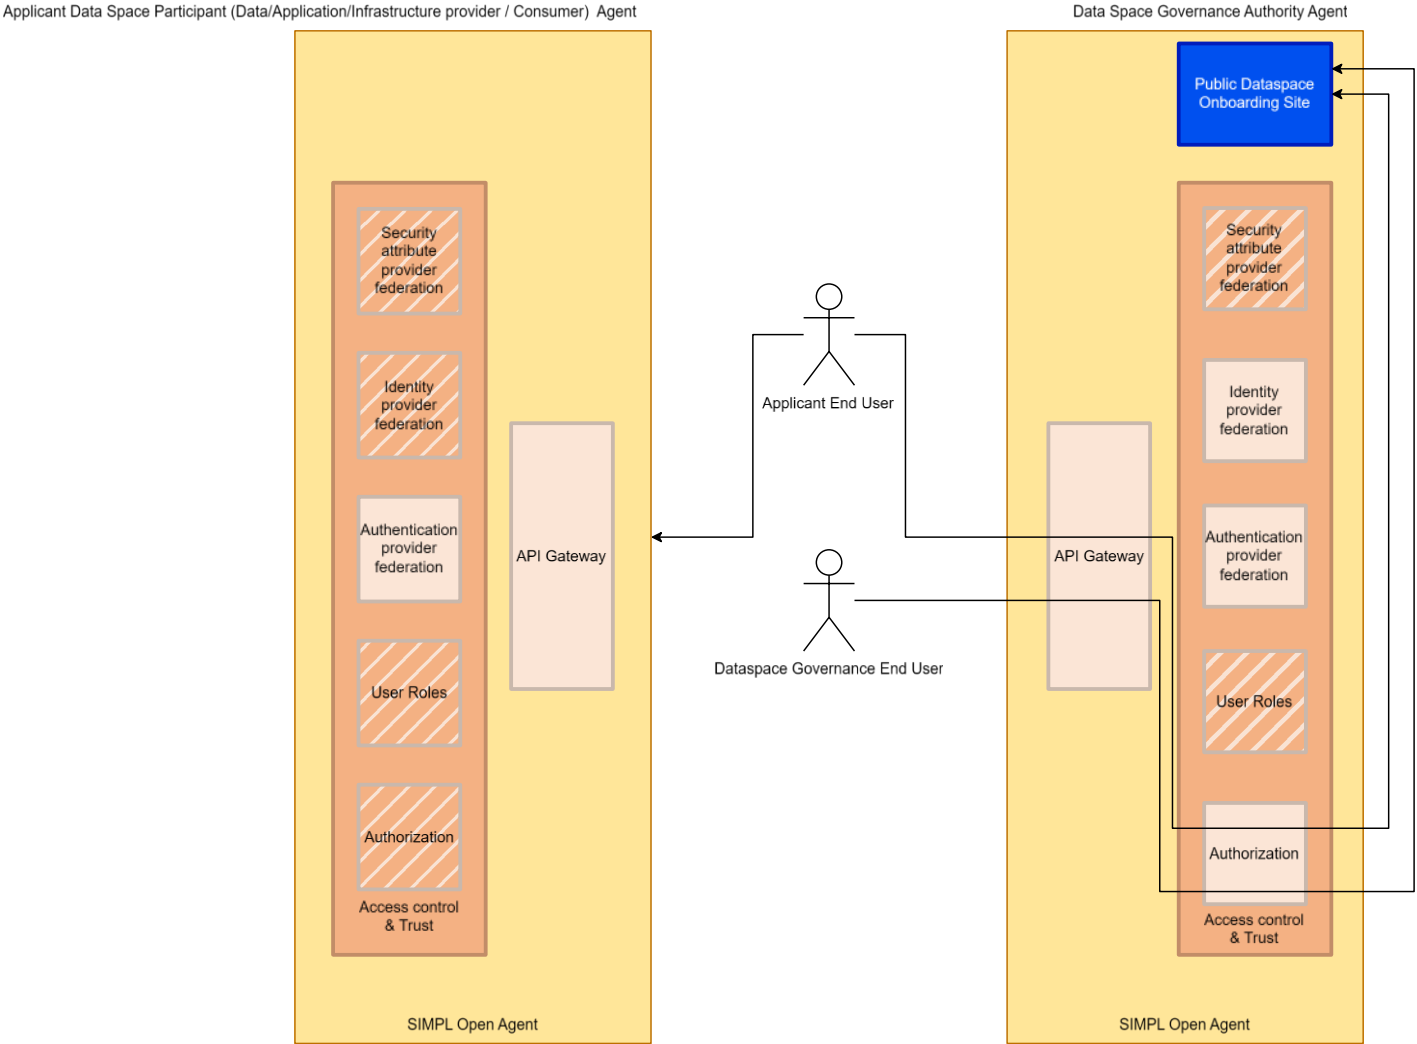 Applicant Data Space Participant (Data/Application/Infrastructure provider / Consumer)  Agent
Security
attribute
provider
federation
Identity
provider
federation
Authentication
provider
federation
User Roles
Authorization
Access control
& Trust
API Gateway
SIMPL Open Agent
Applicant End User
Dataspace Governance End User
Data Space Governance Authority Agent
Public Dataspace
Onboarding Site
Security
attribute
provider
federation
Identity
provider
federation
Authentication
provider
federation
User Roles
Authorization
Access control
& Trust
API Gateway
SIMPL Open Agent